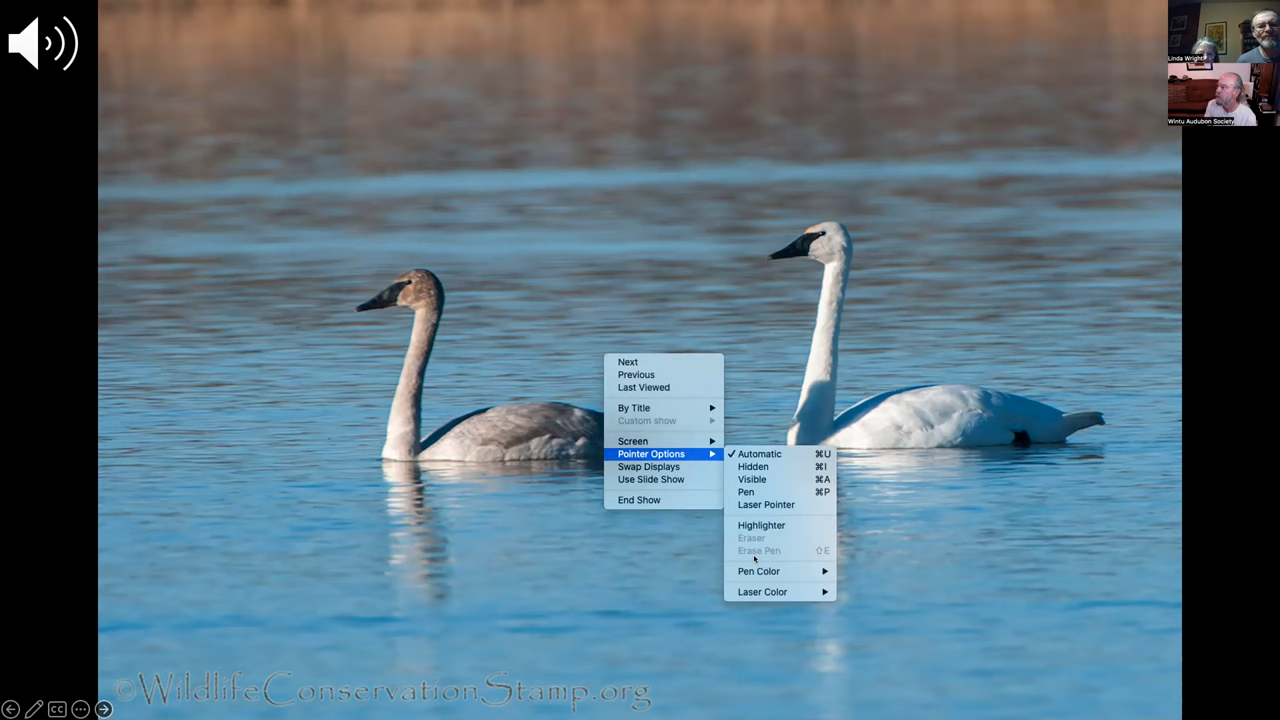 Linda Wright
Wintu Audubon Society
Next
Previous
Last Viewed
By Title
Custom show
Screen
Pointer Options
Swap Displays
Use Slide Show
End Show
✓ Automatic ⌘U
Hidden ⌘I
Visible ⌘A
Pen ⌘P
Laser Pointer
Highlighter
Eraser
Erase Pen ⇧E
Pen Color
Laser Color
©WildlifeConservationStamp.org
CC